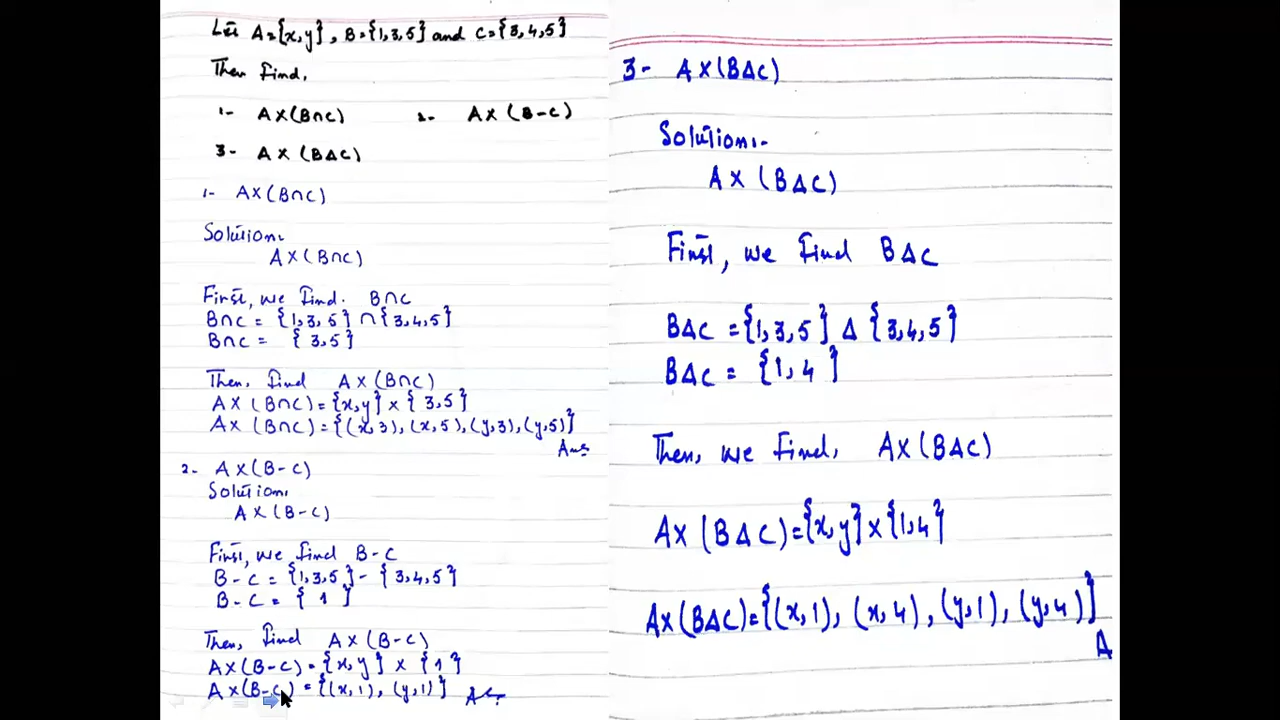 Let A={x,y}, B={1,3,5} and C={3,4,5}
Then Find,
1- A×(B∩C) 2- A×(B-C)
3- A×(BΔC)
1- A×(B∩C)
Solution:-
A×(B∩C)
First, we find. B∩C
B∩C = {1,3,5} ∩ {3,4,5}
B∩C = {3,5}
Then, find A×(B∩C)
A×(B∩C)={x,y} × {3,5}
A×(B∩C)={(x,3),(x,5),(y,3),(y,5)}
Ans
2- A×(B-C)
Solution,
A×(B-C)
First, we find B-C
B-C = {1,3,5} - {3,4,5}
B-C = {1}
Then, find A×(B-C)
A×(B-C)={x,y} × {1}
A×(B-C)={(x,1), (y,1)} Ans
3- A×(BΔC)
Solution:-
A×(BΔC)
First, we find BΔC
BΔC = {1,3,5} Δ {3,4,5}
BΔC = {1,4}
Then, we find, A×(BΔC)
A×(BΔC)={x,y}×{1,4}
A×(BΔC)={(x,1), (x,4), (y,1), (y,4)}
A